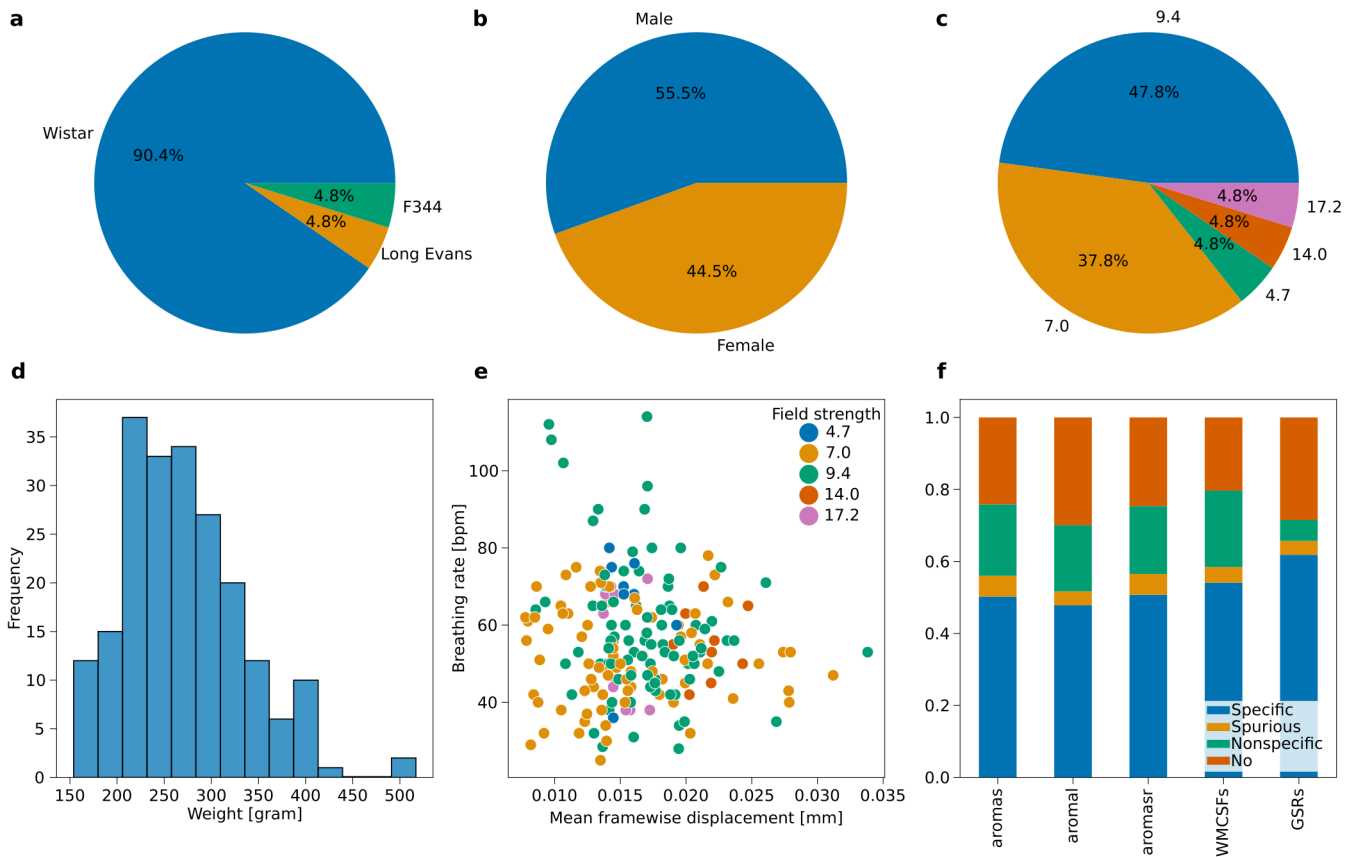 a
Wistar
90.4%
4.8%
F344
4.8%
Long Evans
b
Male
55.5%
44.5%
Female
c
9.4
47.8%
4.8%
17.2
4.8%
14.0
4.8%
4.7
37.8%
7.0
d
Frequency
35
30
25
20
15
10
5
0
150 200 250 300 350 400 450 500
Weight [gram]
e
Breathing rate [bpm]
100
80
60
40
Field strength
4.7
7.0
9.4
14.0
17.2
0.010 0.015 0.020 0.025 0.030 0.035
Mean framewise displacement [mm]
f
1.0
0.8
0.6
0.4
0.2
0.0
Specific
Spurious
Nonspecific
No
aromas
aromal
aromasr
WMCSFs
GSRs